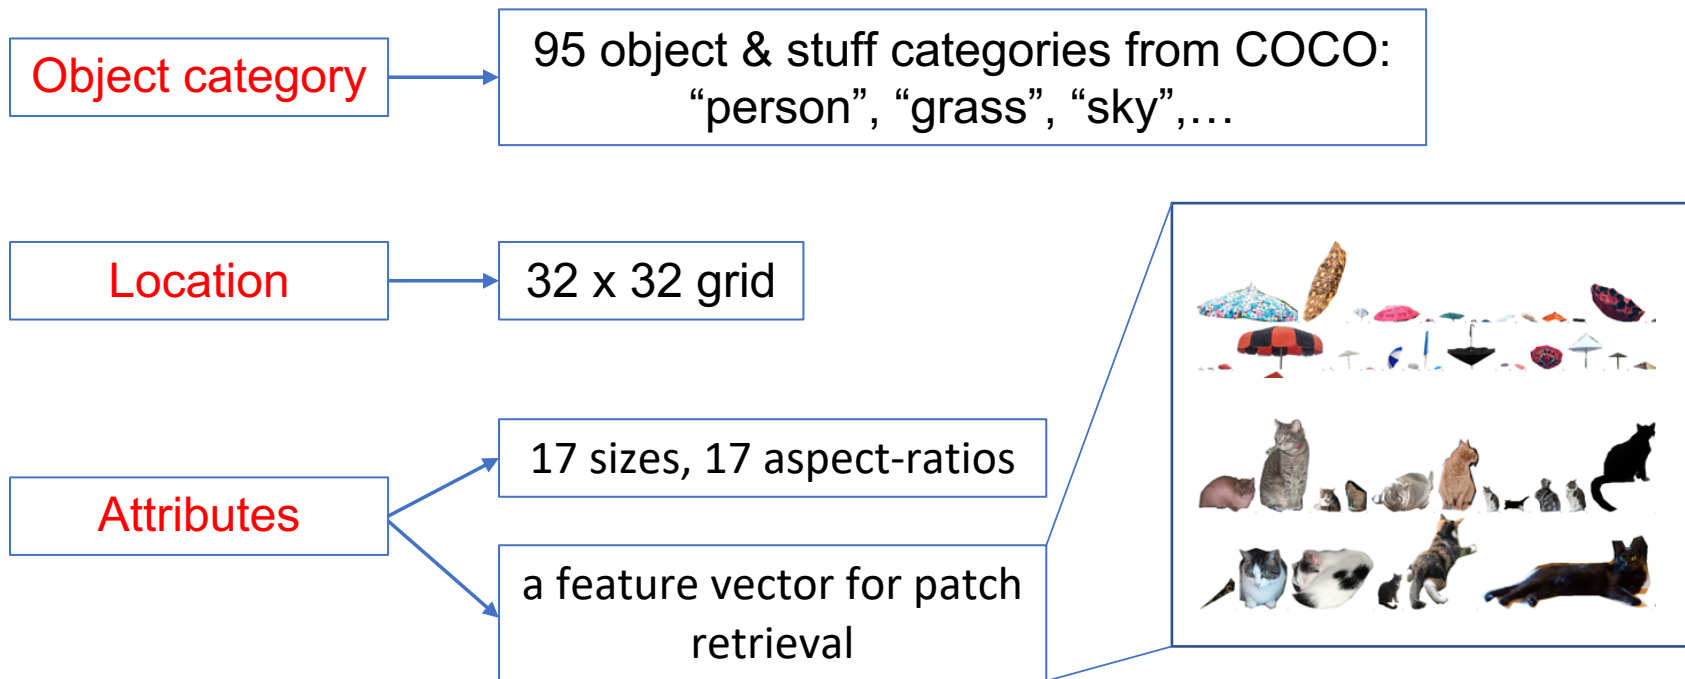 Object category
95 object & stuff categories from COCO:
“person”, “grass”, “sky”,…
Location
32 x 32 grid
Attributes
17 sizes, 17 aspect-ratios
a feature vector for patch
retrieval